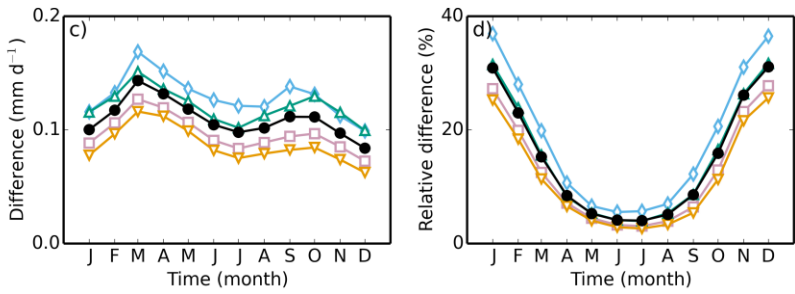 c)
Difference (mm d⁻¹)
0.2
0.1
0.0
J F M A M J J A S O N D
Time (month)
d)
Relative difference (%)
40
20
0
J F M A M J J A S O N D
Time (month)